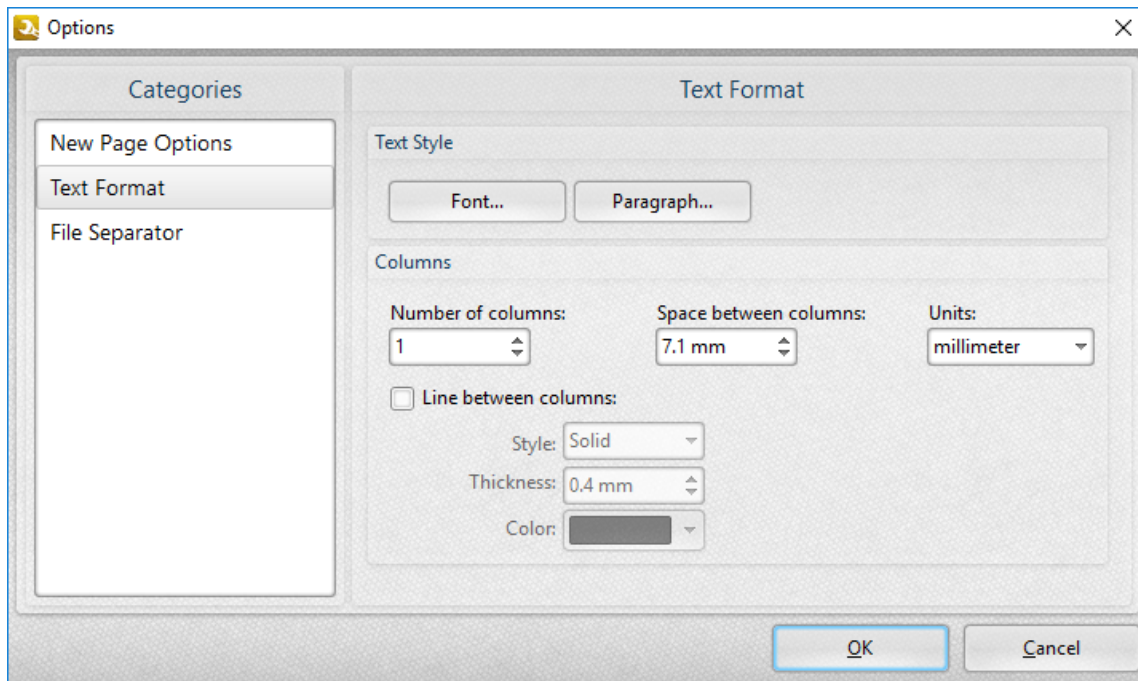 Options
Categories
New Page Options
Text Format
File Separator
Text Format
Text Style
Font... Paragraph...
Columns
Number of columns: Space between columns: Units:
1 7.1 mm millimeter
Line between columns:
Style: Solid
Thickness: 0.4 mm
Color:
OK Cancel